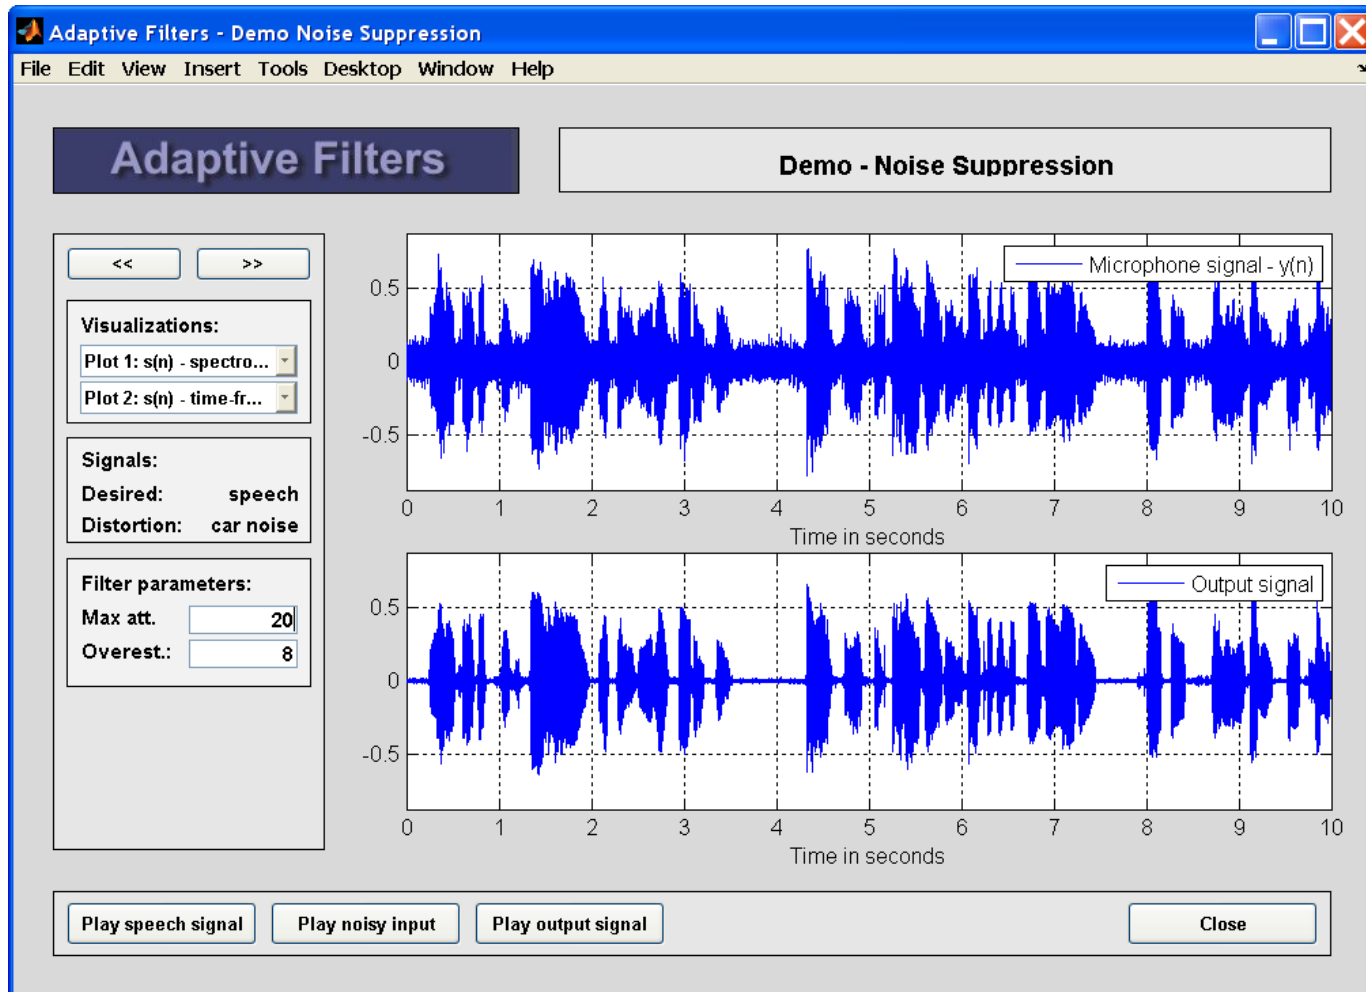 Adaptive Filters - Demo Noise Suppression
File Edit View Insert Tools Desktop Window Help
Adaptive Filters
Demo - Noise Suppression
<< >>
Visualizations:
Plot 1: s(n) - spectro...
Plot 2: s(n) - time-fr...
Signals:
Desired: speech
Distortion: car noise
Filter parameters:
Max att. 20
Overest.: 8
Microphone signal - y(n)
0.5
0
-0.5
0 1 2 3 4 5 6 7 8 9 10
Time in seconds
Output signal
0.5
0
-0.5
0 1 2 3 4 5 6 7 8 9 10
Time in seconds
Play speech signal Play noisy input Play output signal Close